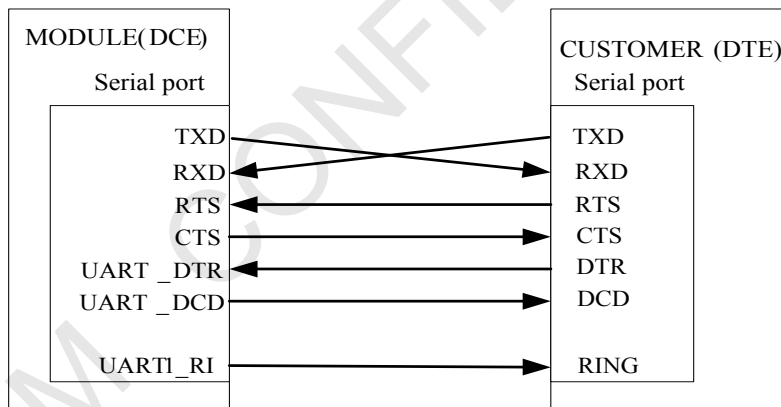 MODULE(DCE)
Serial port
TXD
RXD
RTS
CTS
UART _DTR
UART _DCD
UART1_RI
CUSTOMER (DTE)
Serial port
TXD
RXD
RTS
CTS
DTR
DCD
RING